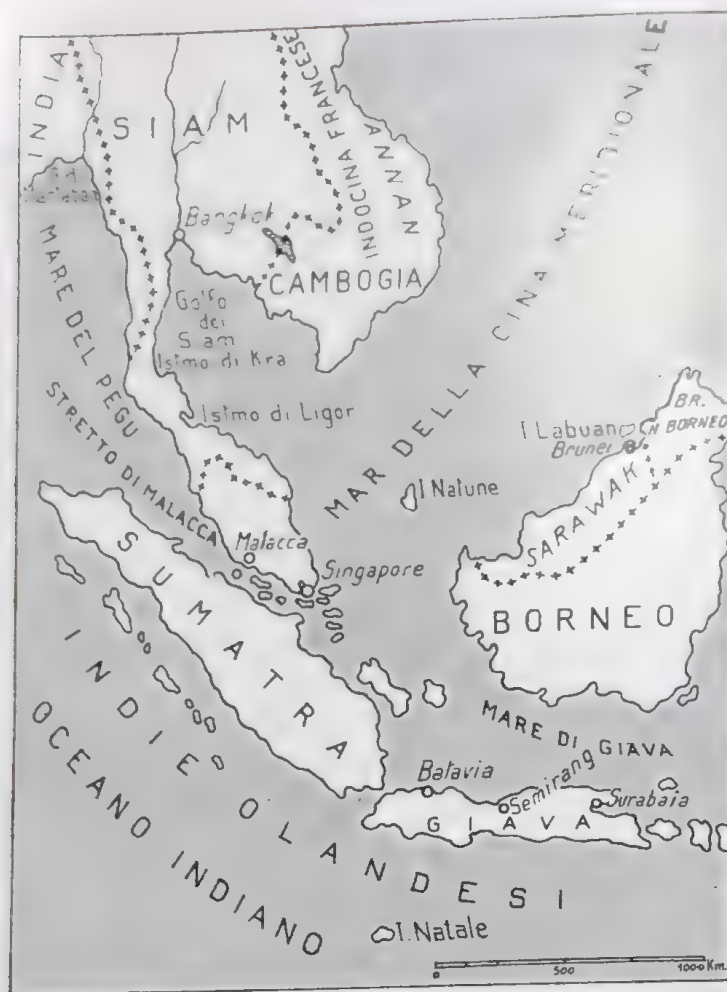 INDIA
SIAM
INDOCINA FRANCESE
ANNAN
Bangkok
CAMBOGIA
MARE DEL PEGU
Golfo
del
Siam
Istmo di Kra
Istmo di Ligor
STRETTO DI MALACCA
MAR DELLA CINA MERIDIONALE
I Natune
I Labuan
Brunei
BR.
N BORNEO
SARAWAK
BORNEO
Malacca
Singapore
SUMATRA
INDIE OLANDESI
OCEANO INDIANO
MARE DI GIAVA
Batavia
Semirang
Surabaia
GIAVA
I. Natale
0 500 1000 Km.